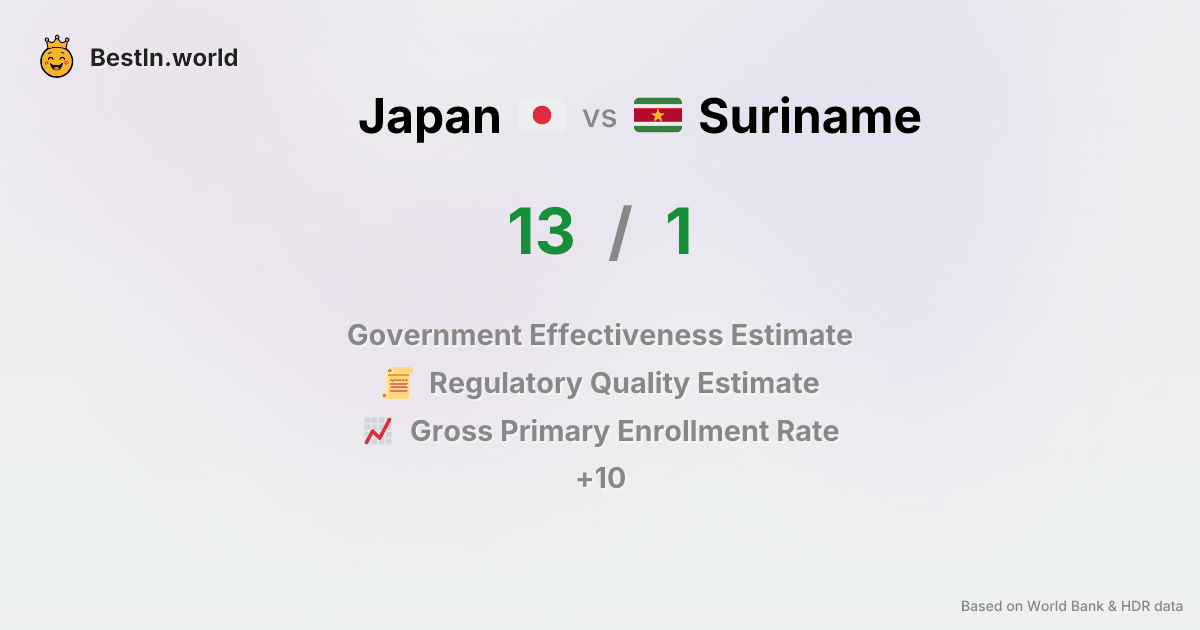 BestIn.world
Japan vs Suriname
13 / 1
Government Effectiveness Estimate
Regulatory Quality Estimate
Gross Primary Enrollment Rate
+10
Based on World Bank & HDR data